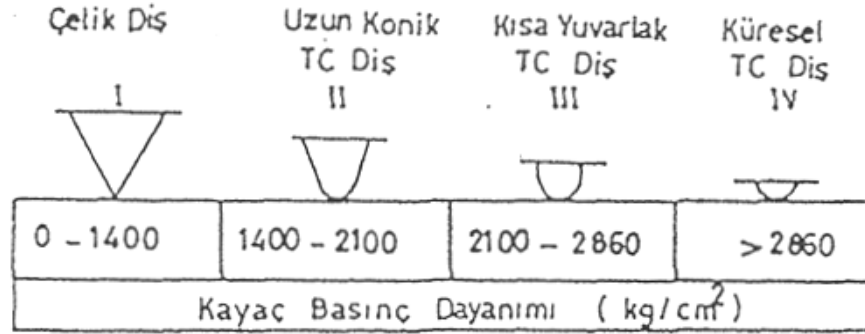 Çelik Diş
I
Uzun Konik
TC Diş
II
Kısa Yuvarlak
TC Diş
III
Küresel
TC Diş
IV
0 - 1400
1400 - 2100
2100 - 2860
> 2860
Kayaç Basınç Dayanımı ( kg/cm²)